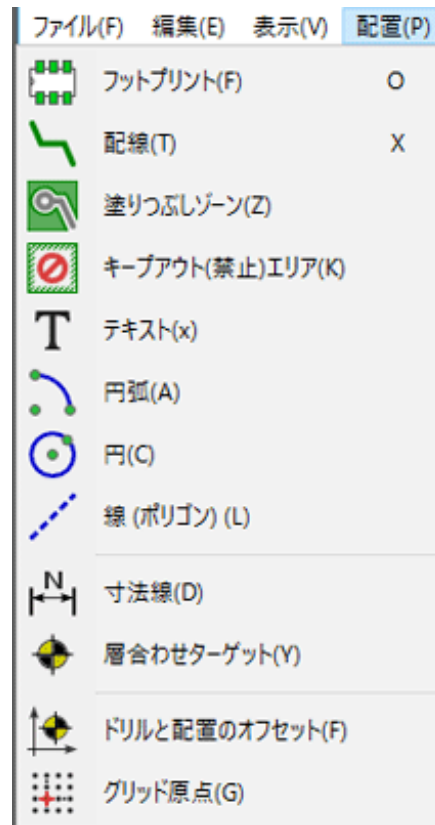 ファイル(F) 編集(E) 表示(V) 配置(P)
フットプリント(F) O
配線(T) X
塗りつぶしゾーン(Z)
キープアウト(禁止)エリア(K)
T テキスト(x)
円弧(A)
円(C)
線 (ポリゴン) (L)
N 寸法線(D)
層合わせターゲット(Y)
ドリルと配置のオフセット(F)
グリッド原点(G)